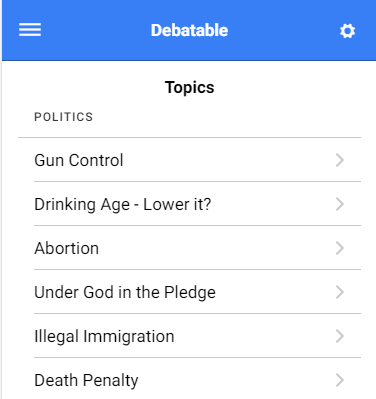 Debatable
Topics
POLITICS
Gun Control
Drinking Age - Lower it?
Abortion
Under God in the Pledge
Illegal Immigration
Death Penalty